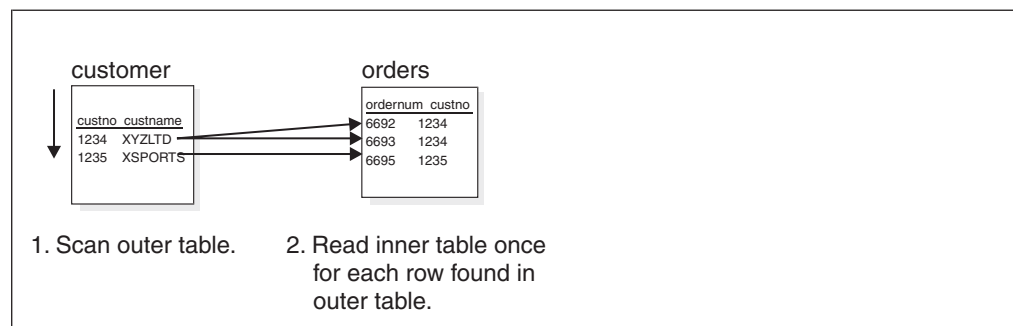 customer
orders
custno custname
1234 XYZLTD
1235 XSPORTS
ordernum custno
6692 1234
6693 1234
6695 1235
1. Scan outer table.
2. Read inner table once
for each row found in
outer table.